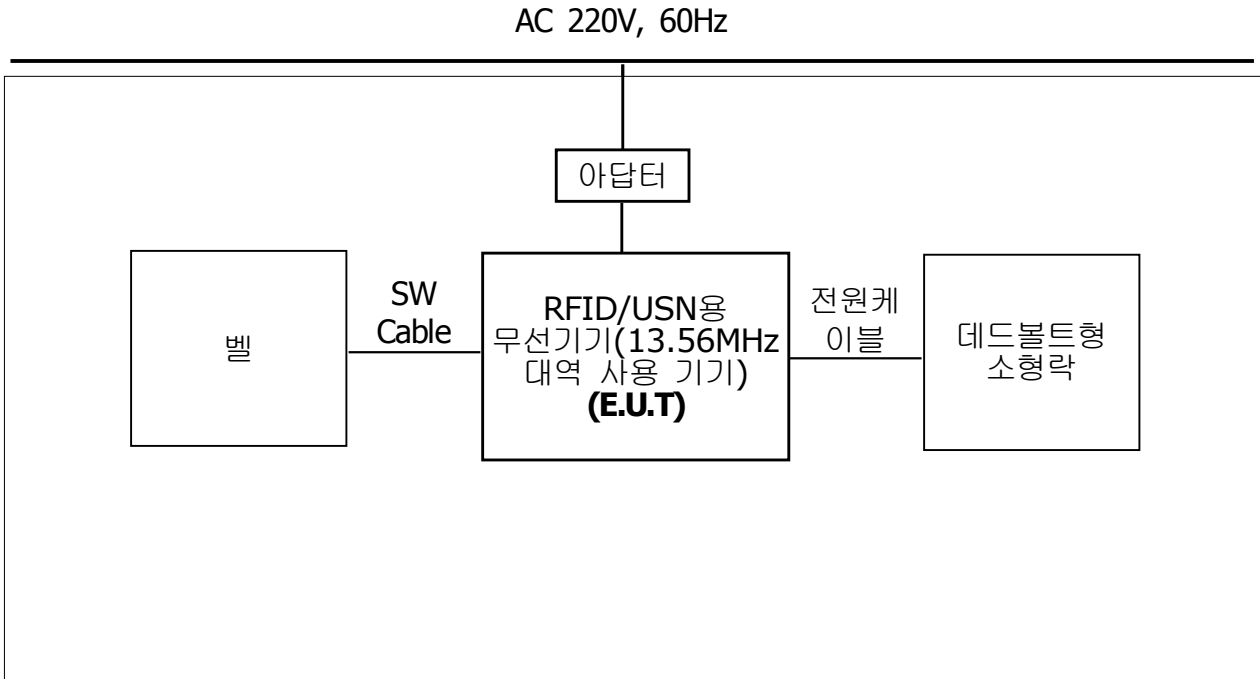 AC 220V, 60Hz
아답터
벨
SW
Cable
RFID/USN용
무선기기(13.56MHz
대역 사용 기기)
(E.U.T)
전원케
이블
데드볼트형
소형락